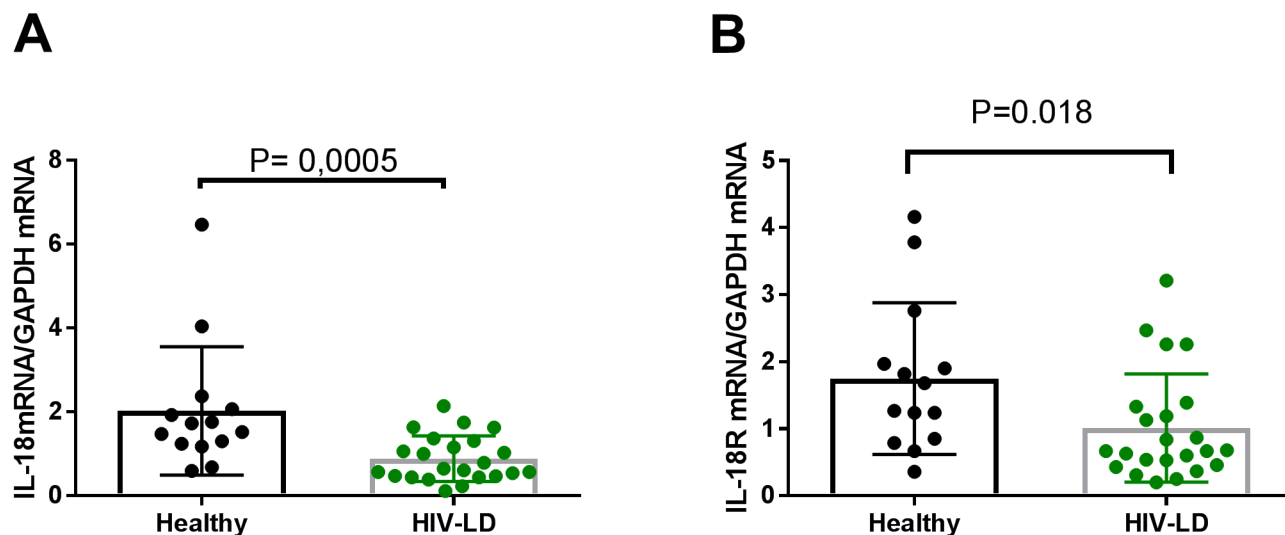 A
IL-18mRNA/GAPDH mRNA
8
6
4
2
0
P= 0,0005
Healthy
HIV-LD
B
IL-18R mRNA/GAPDH mRNA
5
4
3
2
1
0
P=0.018
Healthy
HIV-LD